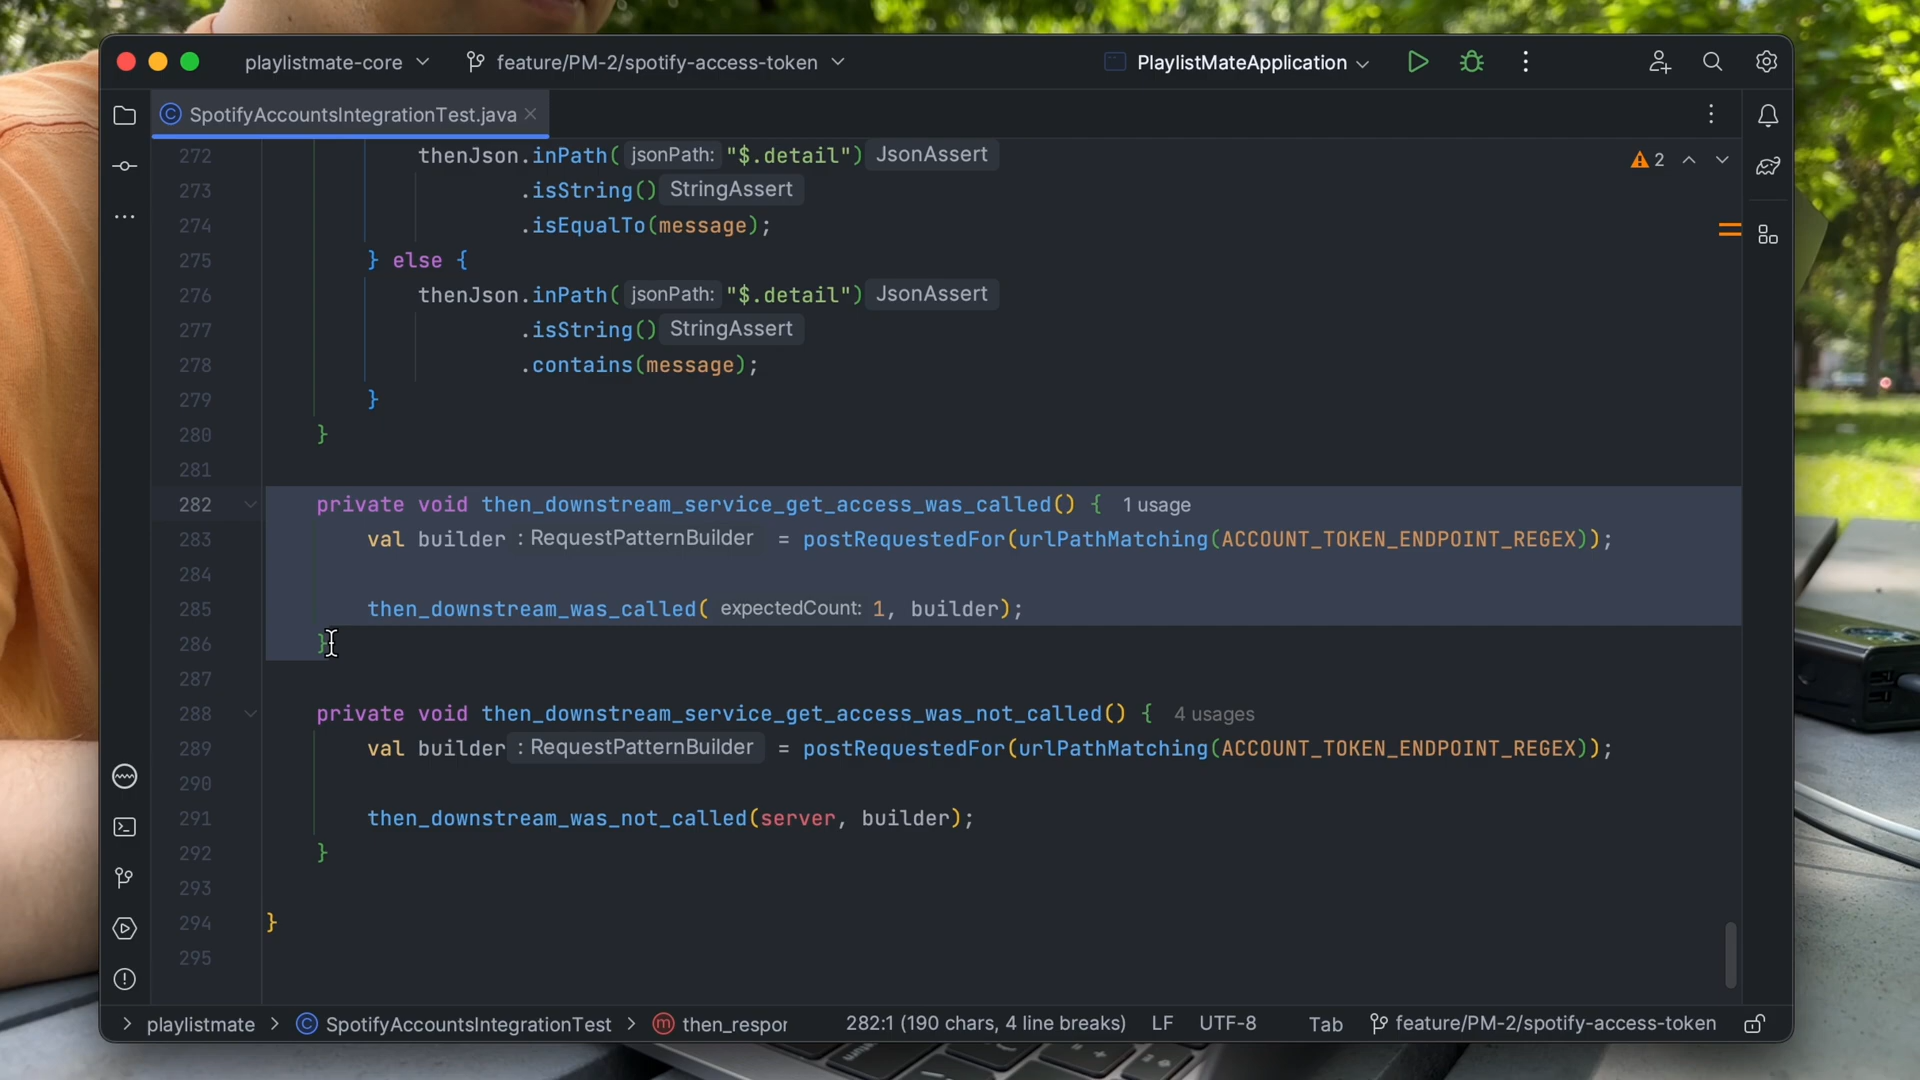 playlistmate-core
feature/PM-2/spotify-access-token
PlaylistMateApplication
SpotifyAccountsIntegrationTest.java
2
272 thenJson.inPath( jsonPath: "$.detail") JsonAssert
273 .isString() StringAssert
274 .isEqualTo(message);
275 } else {
276 thenJson.inPath( jsonPath: "$.detail") JsonAssert
277 .isString() StringAssert
278 .contains(message);
279 }
280 }
281
282 private void then_downstream_service_get_access_was_called() { 1 usage
283 val builder : RequestPatternBuilder = postRequestedFor(urlPathMatching(ACCOUNT_TOKEN_ENDPOINT_REGEX));
284
285 then_downstream_was_called( expectedCount: 1, builder);
286 }
287
288 private void then_downstream_service_get_access_was_not_called() { 4 usages
289 val builder : RequestPatternBuilder = postRequestedFor(urlPathMatching(ACCOUNT_TOKEN_ENDPOINT_REGEX));
290
291 then_downstream_was_not_called(server, builder);
292 }
293
294 }
295
playlistmate > SpotifyAccountsIntegrationTest > then_respor 282:1 (190 chars, 4 line breaks) LF UTF-8 Tab feature/PM-2/spotify-access-token